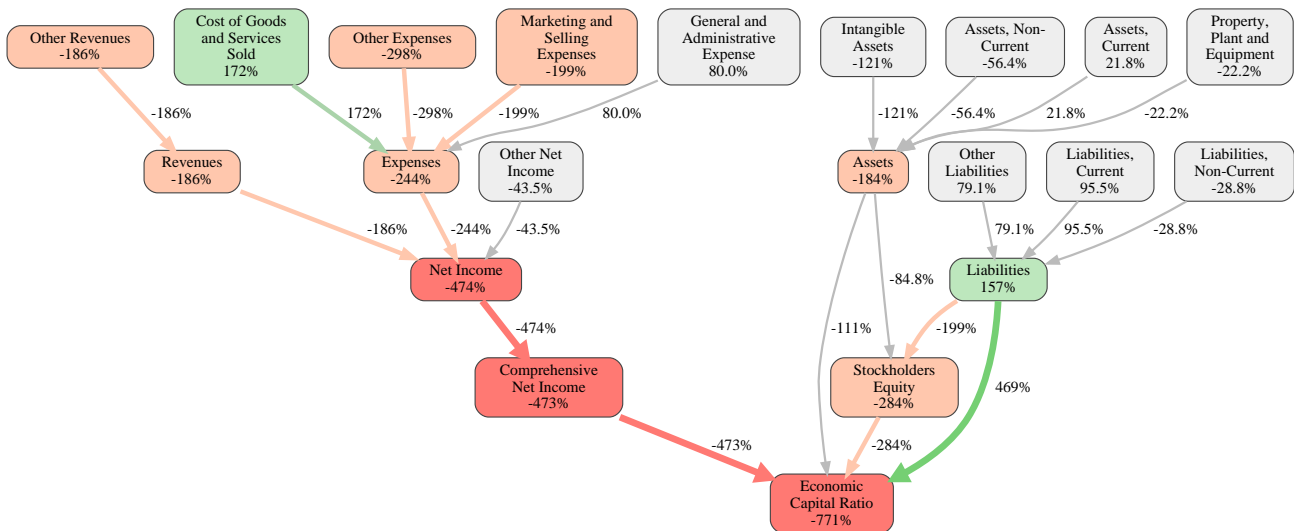 Other Revenues
-186%
Cost of Goods
and Services
Sold
172%
Other Expenses
-298%
Marketing and
Selling
Expenses
-199%
General and
Administrative
Expense
80.0%
Intangible
Assets
-121%
Assets, Non-
Current
-56.4%
Assets,
Current
21.8%
Property,
Plant and
Equipment
-22.2%
-186%
172%
-298%
-199%
80.0%
-121%
-56.4%
21.8%
-22.2%
Revenues
-186%
Expenses
-244%
Other Net
Income
-43.5%
Assets
-184%
Other
Liabilities
79.1%
Liabilities,
Current
95.5%
Liabilities,
Non-Current
-28.8%
-186%
-244%
-43.5%
79.1%
95.5%
-28.8%
Net Income
-474%
-84.8%
Liabilities
157%
-474%
-111%
-199%
Comprehensive
Net Income
-473%
Stockholders
Equity
-284%
469%
-473%
-284%
Economic
Capital Ratio
-771%